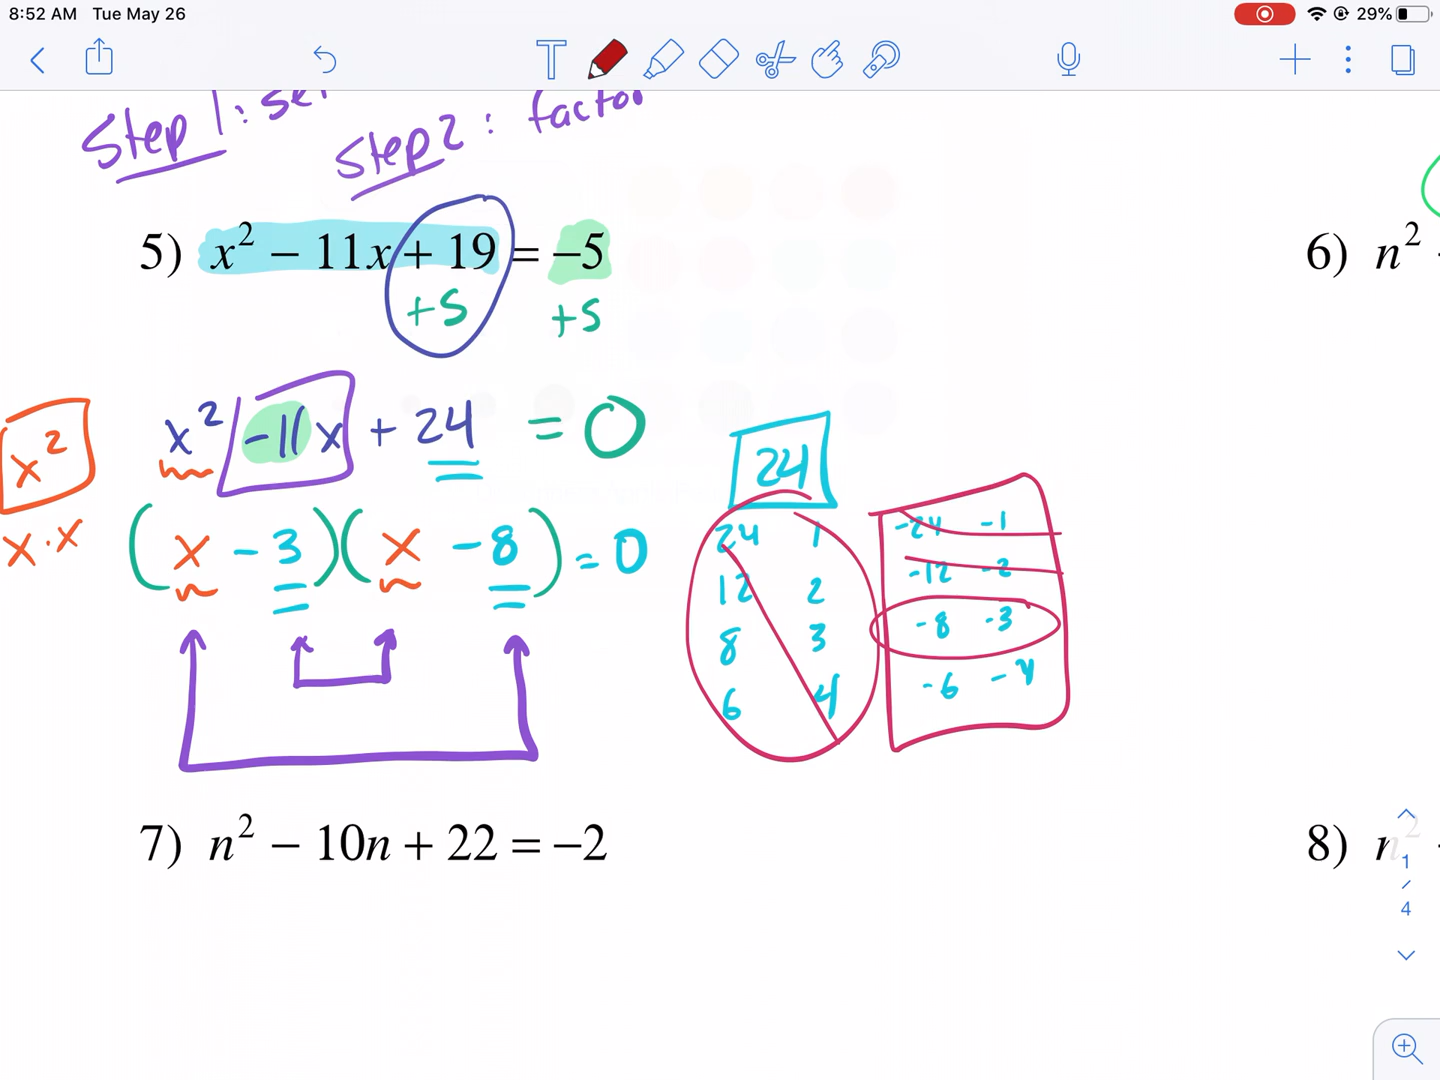 8:52 AM Tue May 26
29%
T
Step 1: set
Step 2: factor
5) x² − 11x + 19 = −5
+5 +5
6) n²
x²
x² -11x + 24 = 0
24
x·x
(x - 3)(x - 8) = 0
24 1
12 2
8 3
6 4
-24 -1
-12 -2
-8 -3
-6 -4
7) n² − 10n + 22 = −2
8) n²
1
/
4